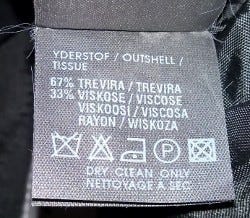 YDERSTOF / OUTSHELL /
TISSUE
67% TREVIRA / TREVIRA
33% VISKOSE / VISCOSE
VISKOOSI / VISCOSA
RAYON / WISKOZA
P
DRY CLEAN ONLY
NETTOYAGE A SEC